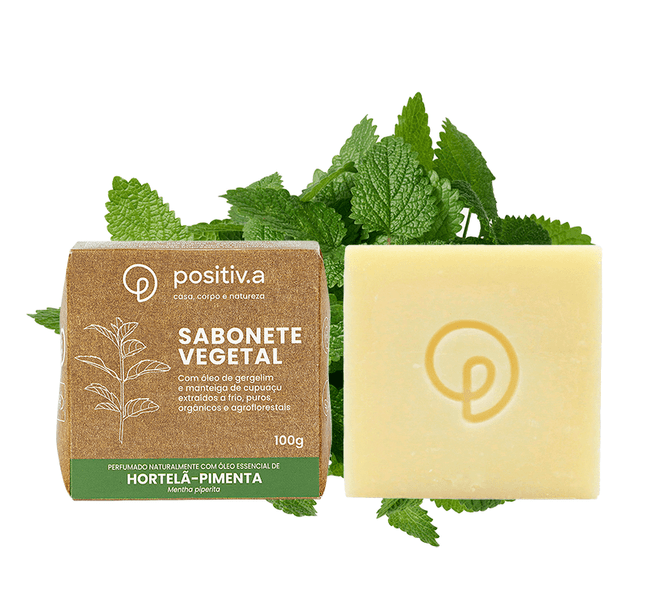 positiv.a
casa, corpo e natureza
SABONETE
VEGETAL
Com óleo de gergelim
e manteiga de cupuaçu
extraídos a frio, puros,
orgânicos e agroflorestais
100g
PERFUMADO NATURALMENTE COM ÓLEO ESSENCIAL DE
HORTELÃ-PIMENTA
Mentha piperita